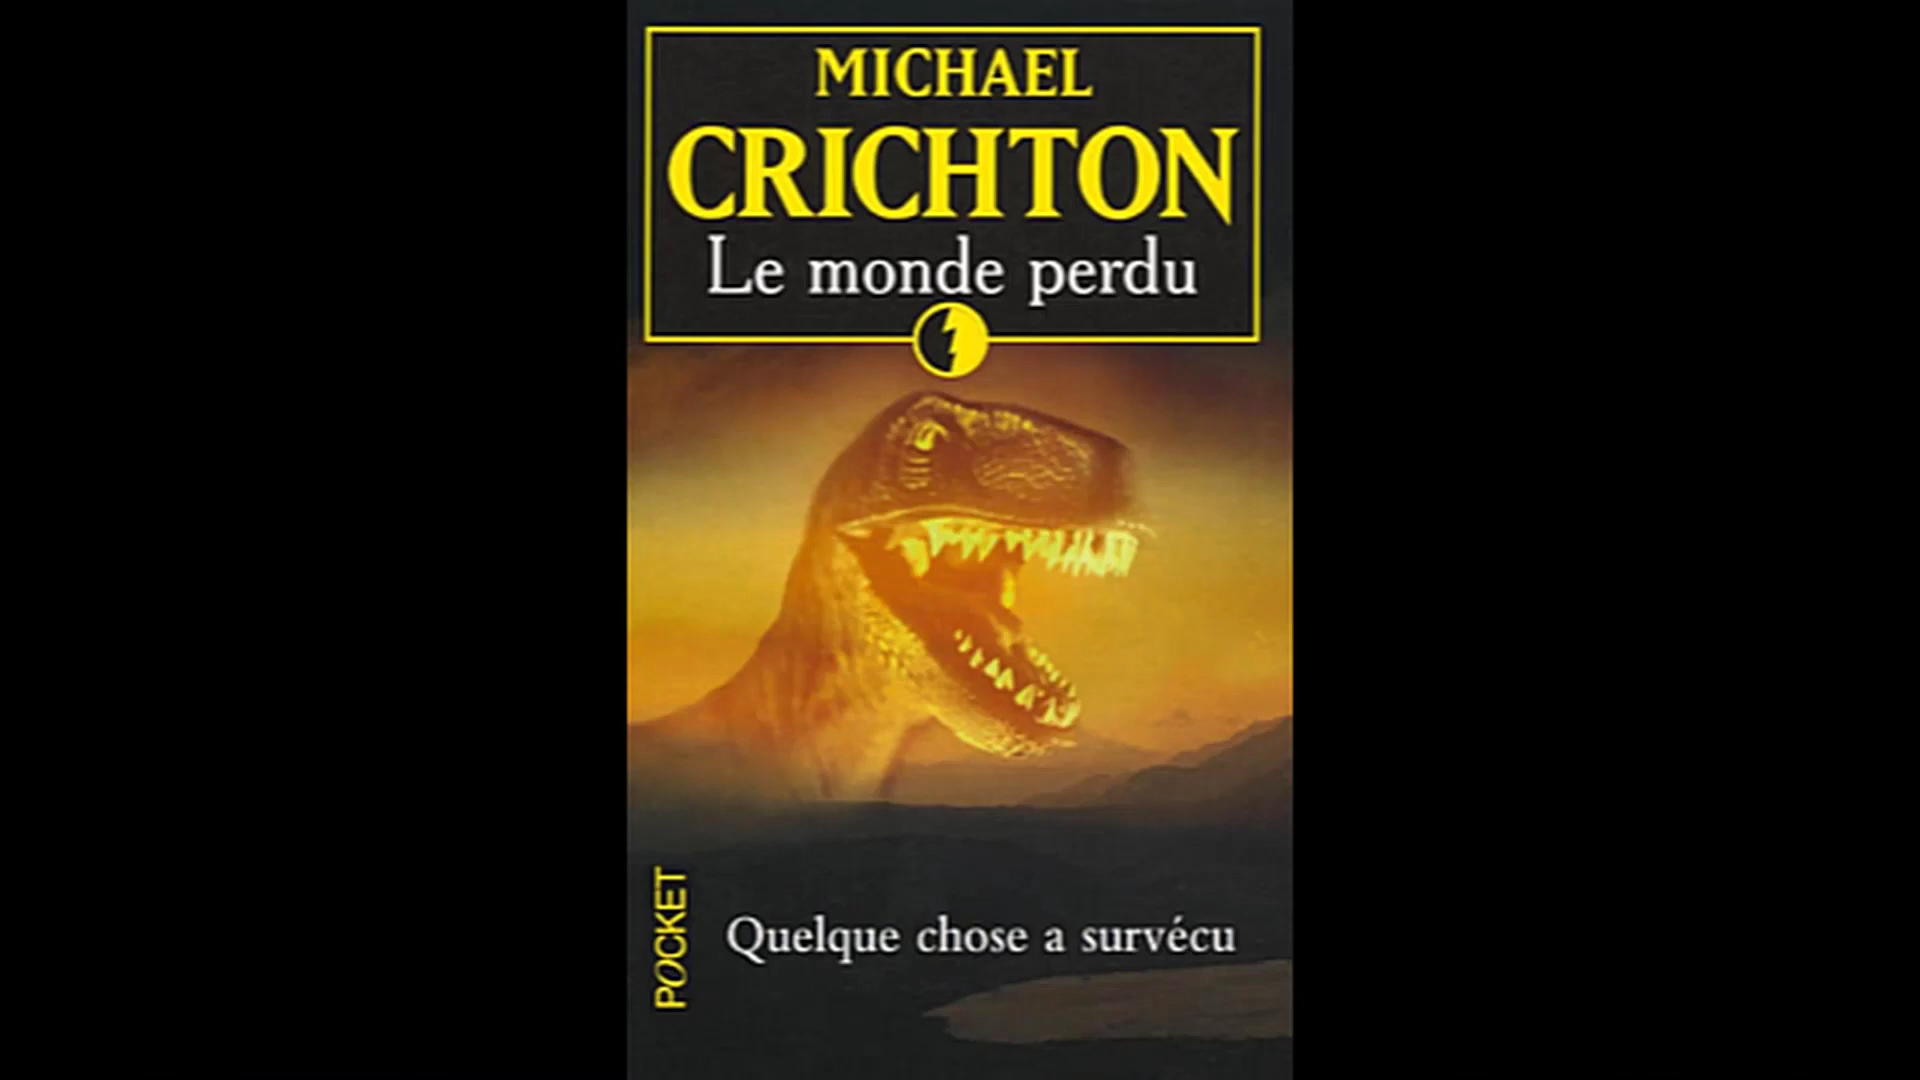 MICHAEL
CRICHTON
Le monde perdu
POCKET
Quelque chose a survécu